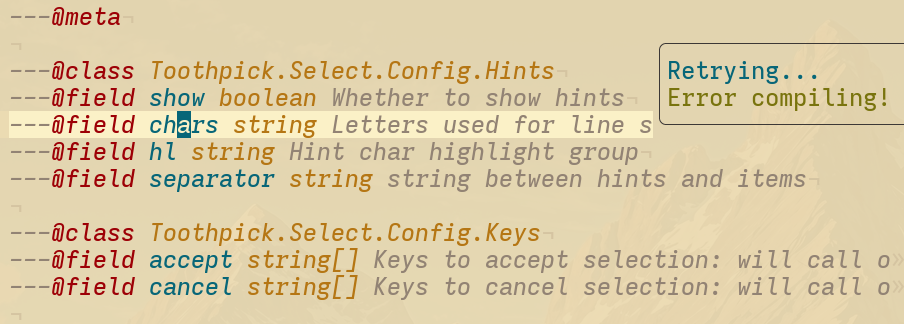 ---@meta¬
¬
---@class Toothpick.Select.Config.Hints¬
---@field show boolean Whether to show hints¬
---@field chars string Letters used for line s
---@field hl string Hint char highlight group¬
---@field separator string string between hints and items¬
¬
---@class Toothpick.Select.Config.Keys¬
---@field accept string[] Keys to accept selection: will call o»
---@field cancel string[] Keys to cancel selection: will call o»
¬
Retrying...
Error compiling!